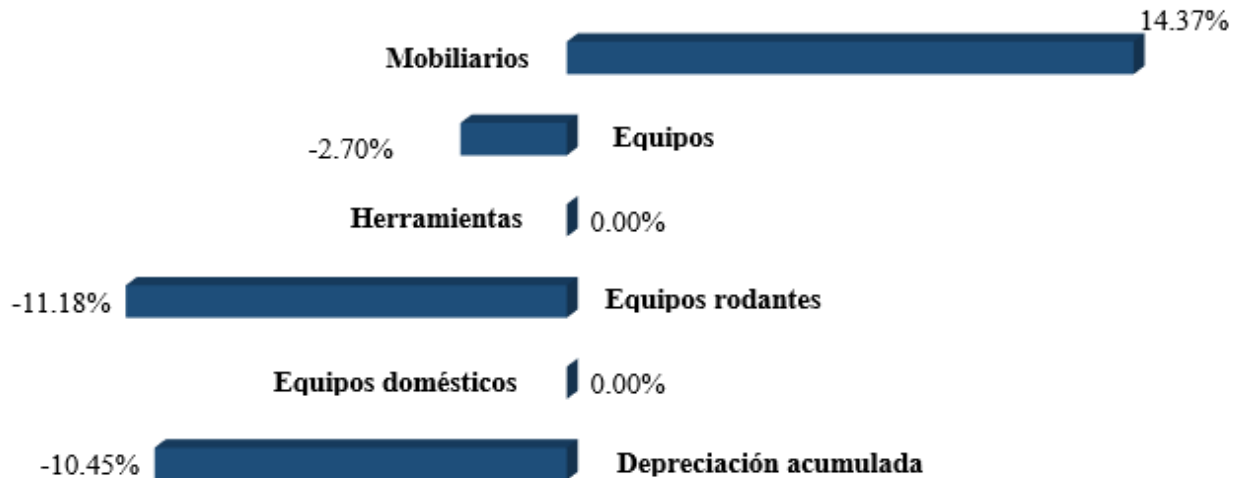 14.37%
Mobiliarios
Equipos
-2.70%
Herramientas
0.00%
-11.18%
Equipos rodantes
Equipos domésticos
0.00%
-10.45%
Depreciación acumulada